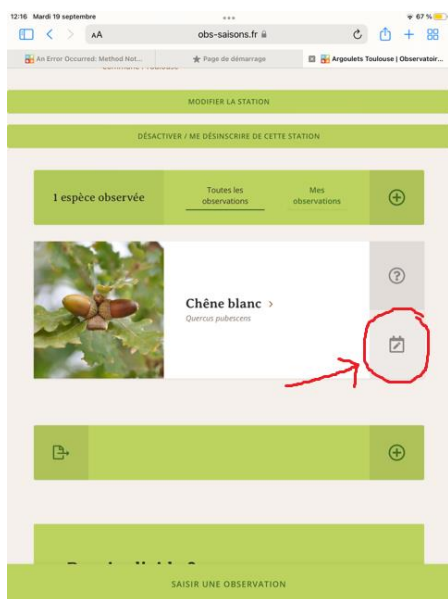 12:16 Mardi 19 septembre
67 %
AA
obs-saisons.fr
An Error Occurred: Method Not...
Page de démarrage
Argoulets Toulouse | Observatoir...
MODIFIER LA STATION
DÉSACTIVER / ME DÉSINSCRIRE DE CETTE STATION
1 espèce observée
Toutes les
observations
Mes
observations
Chêne blanc >
Quercus pubescens
SAISIR UNE OBSERVATION